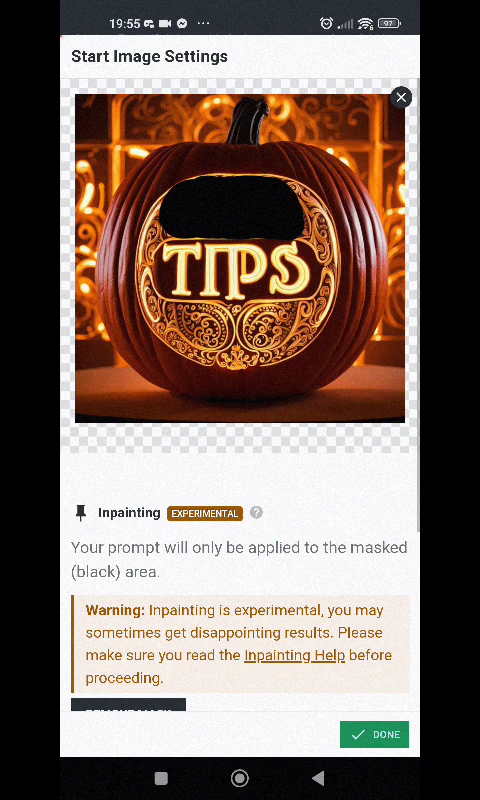 19:55
97
Start Image Settings
TIPS
Inpainting EXPERIMENTAL ?
Your prompt will only be applied to the masked
(black) area.
Warning: Inpainting is experimental, you may
sometimes get disappointing results. Please
make sure you read the Inpainting Help before
proceeding.
DONE